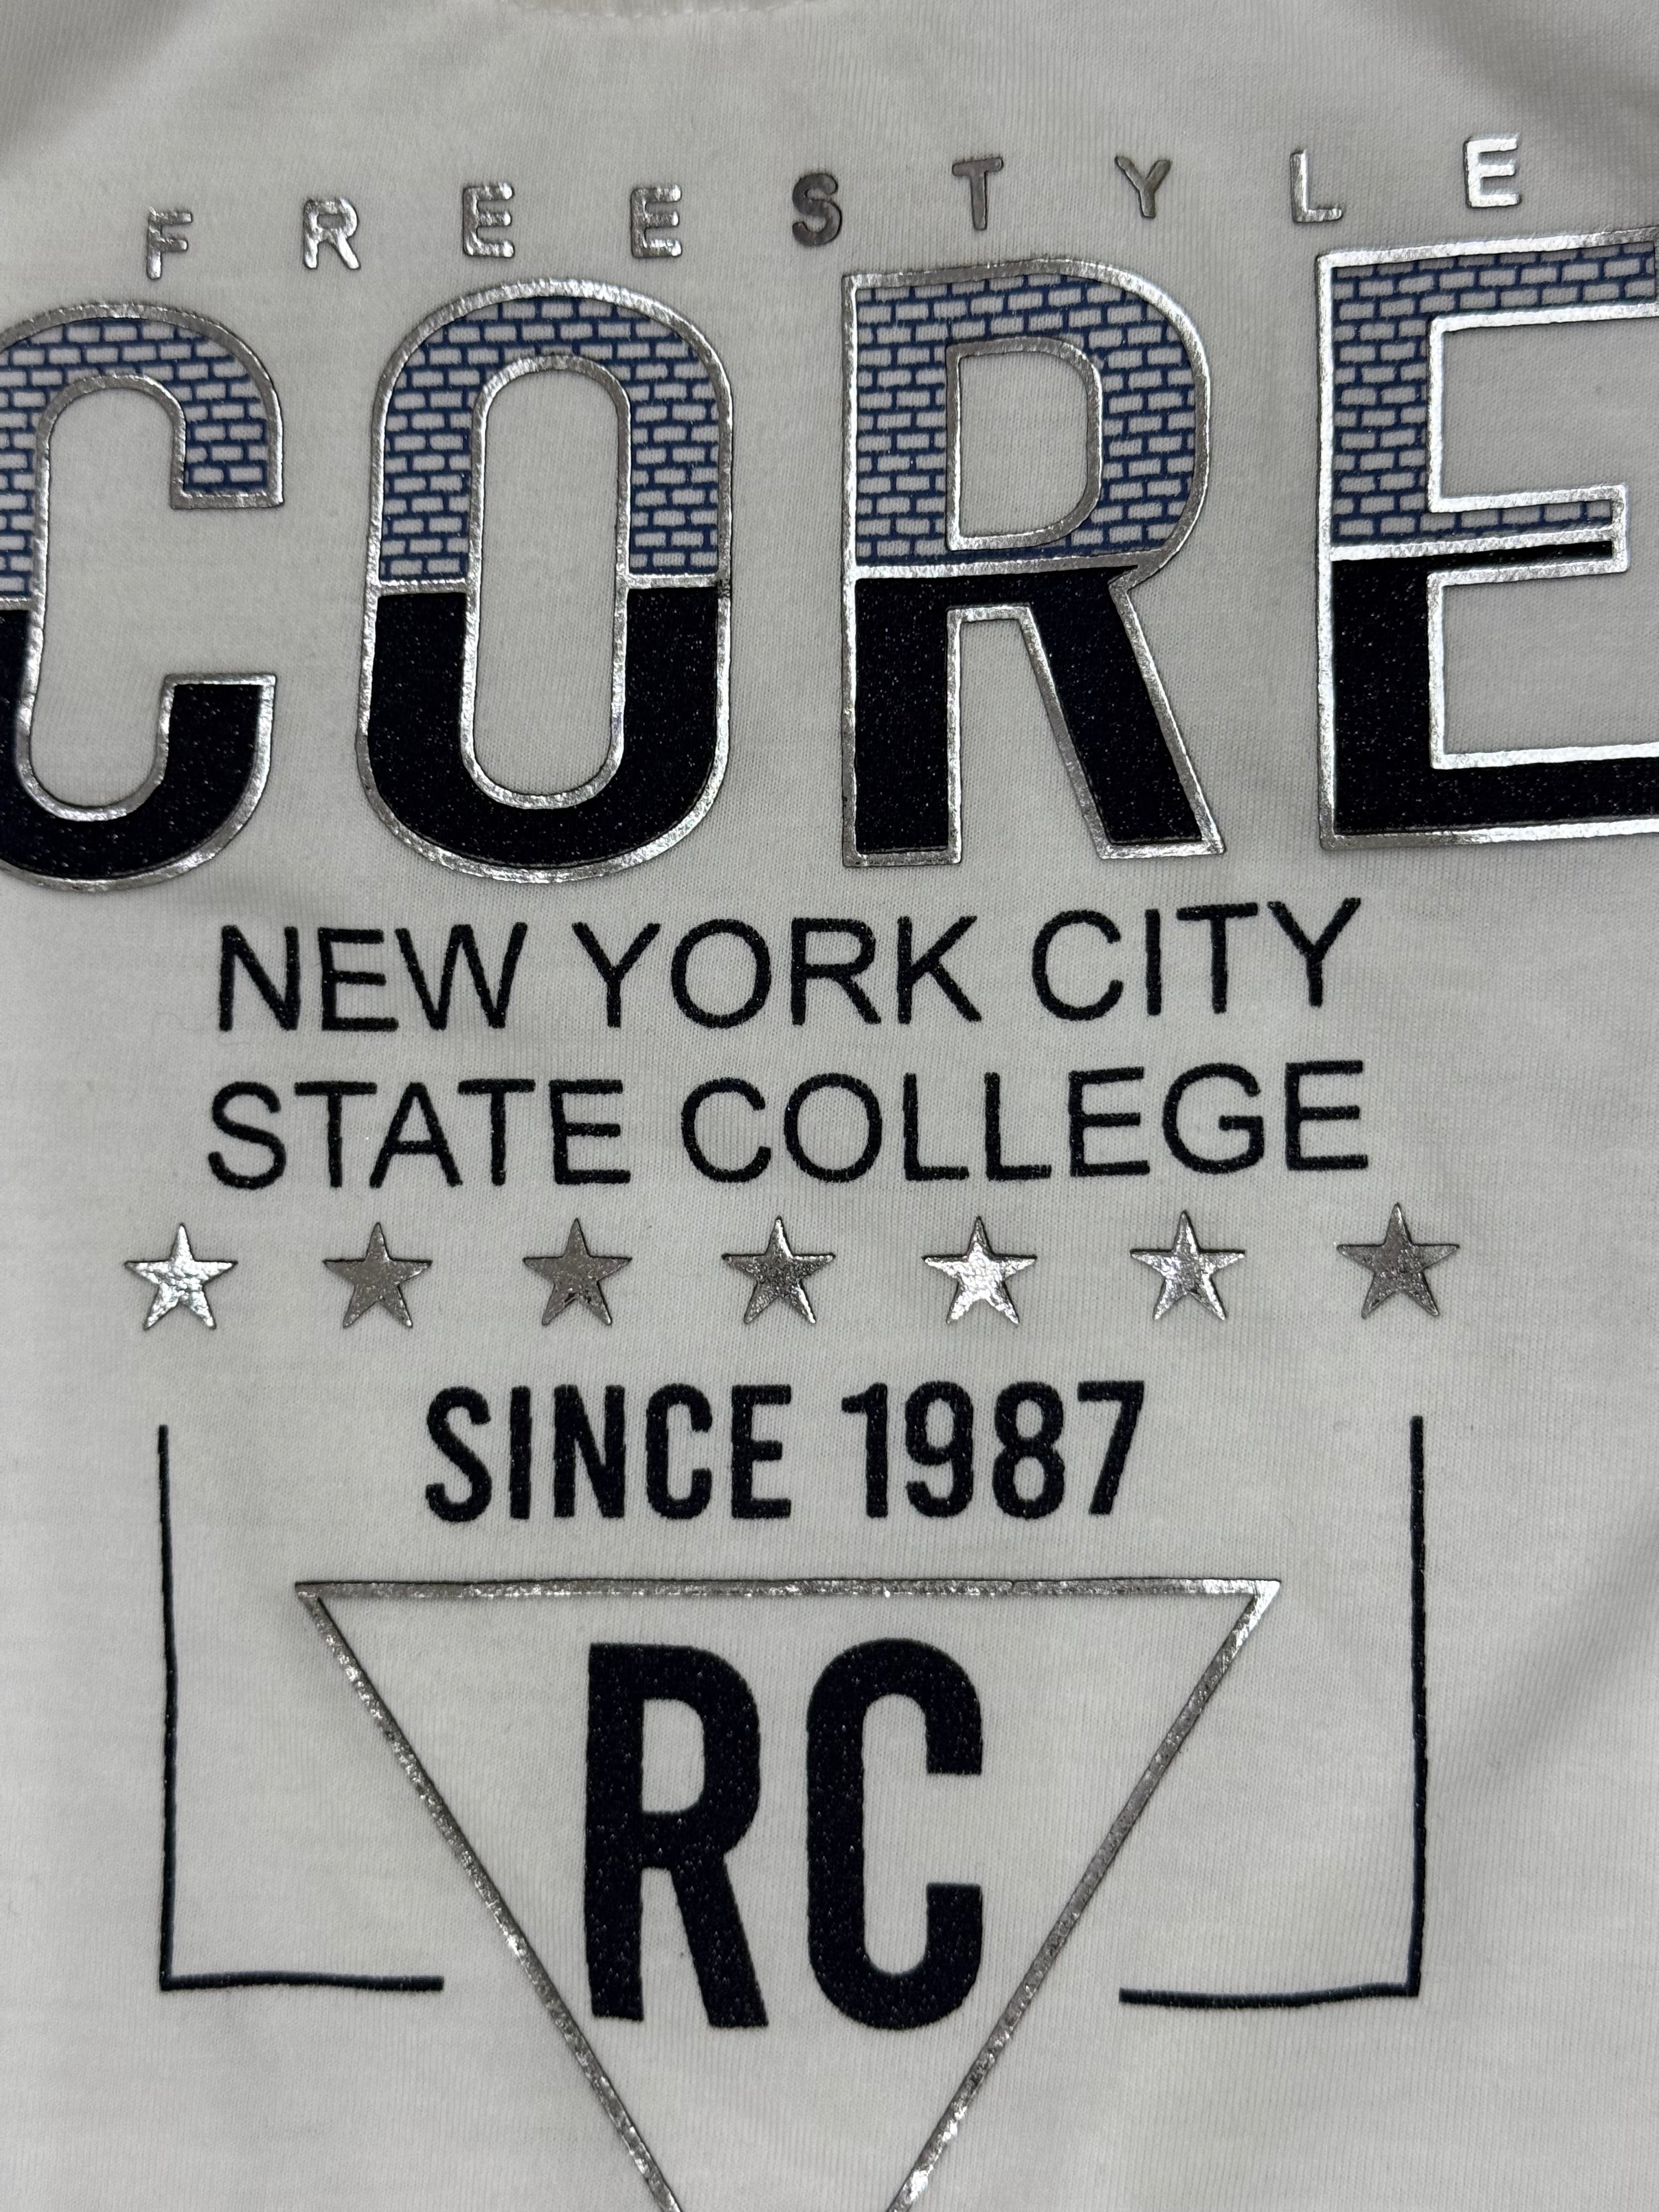 FREESTYLE
CORE
NEW YORK CITY
STATE COLLEGE
SINCE 1987
RC